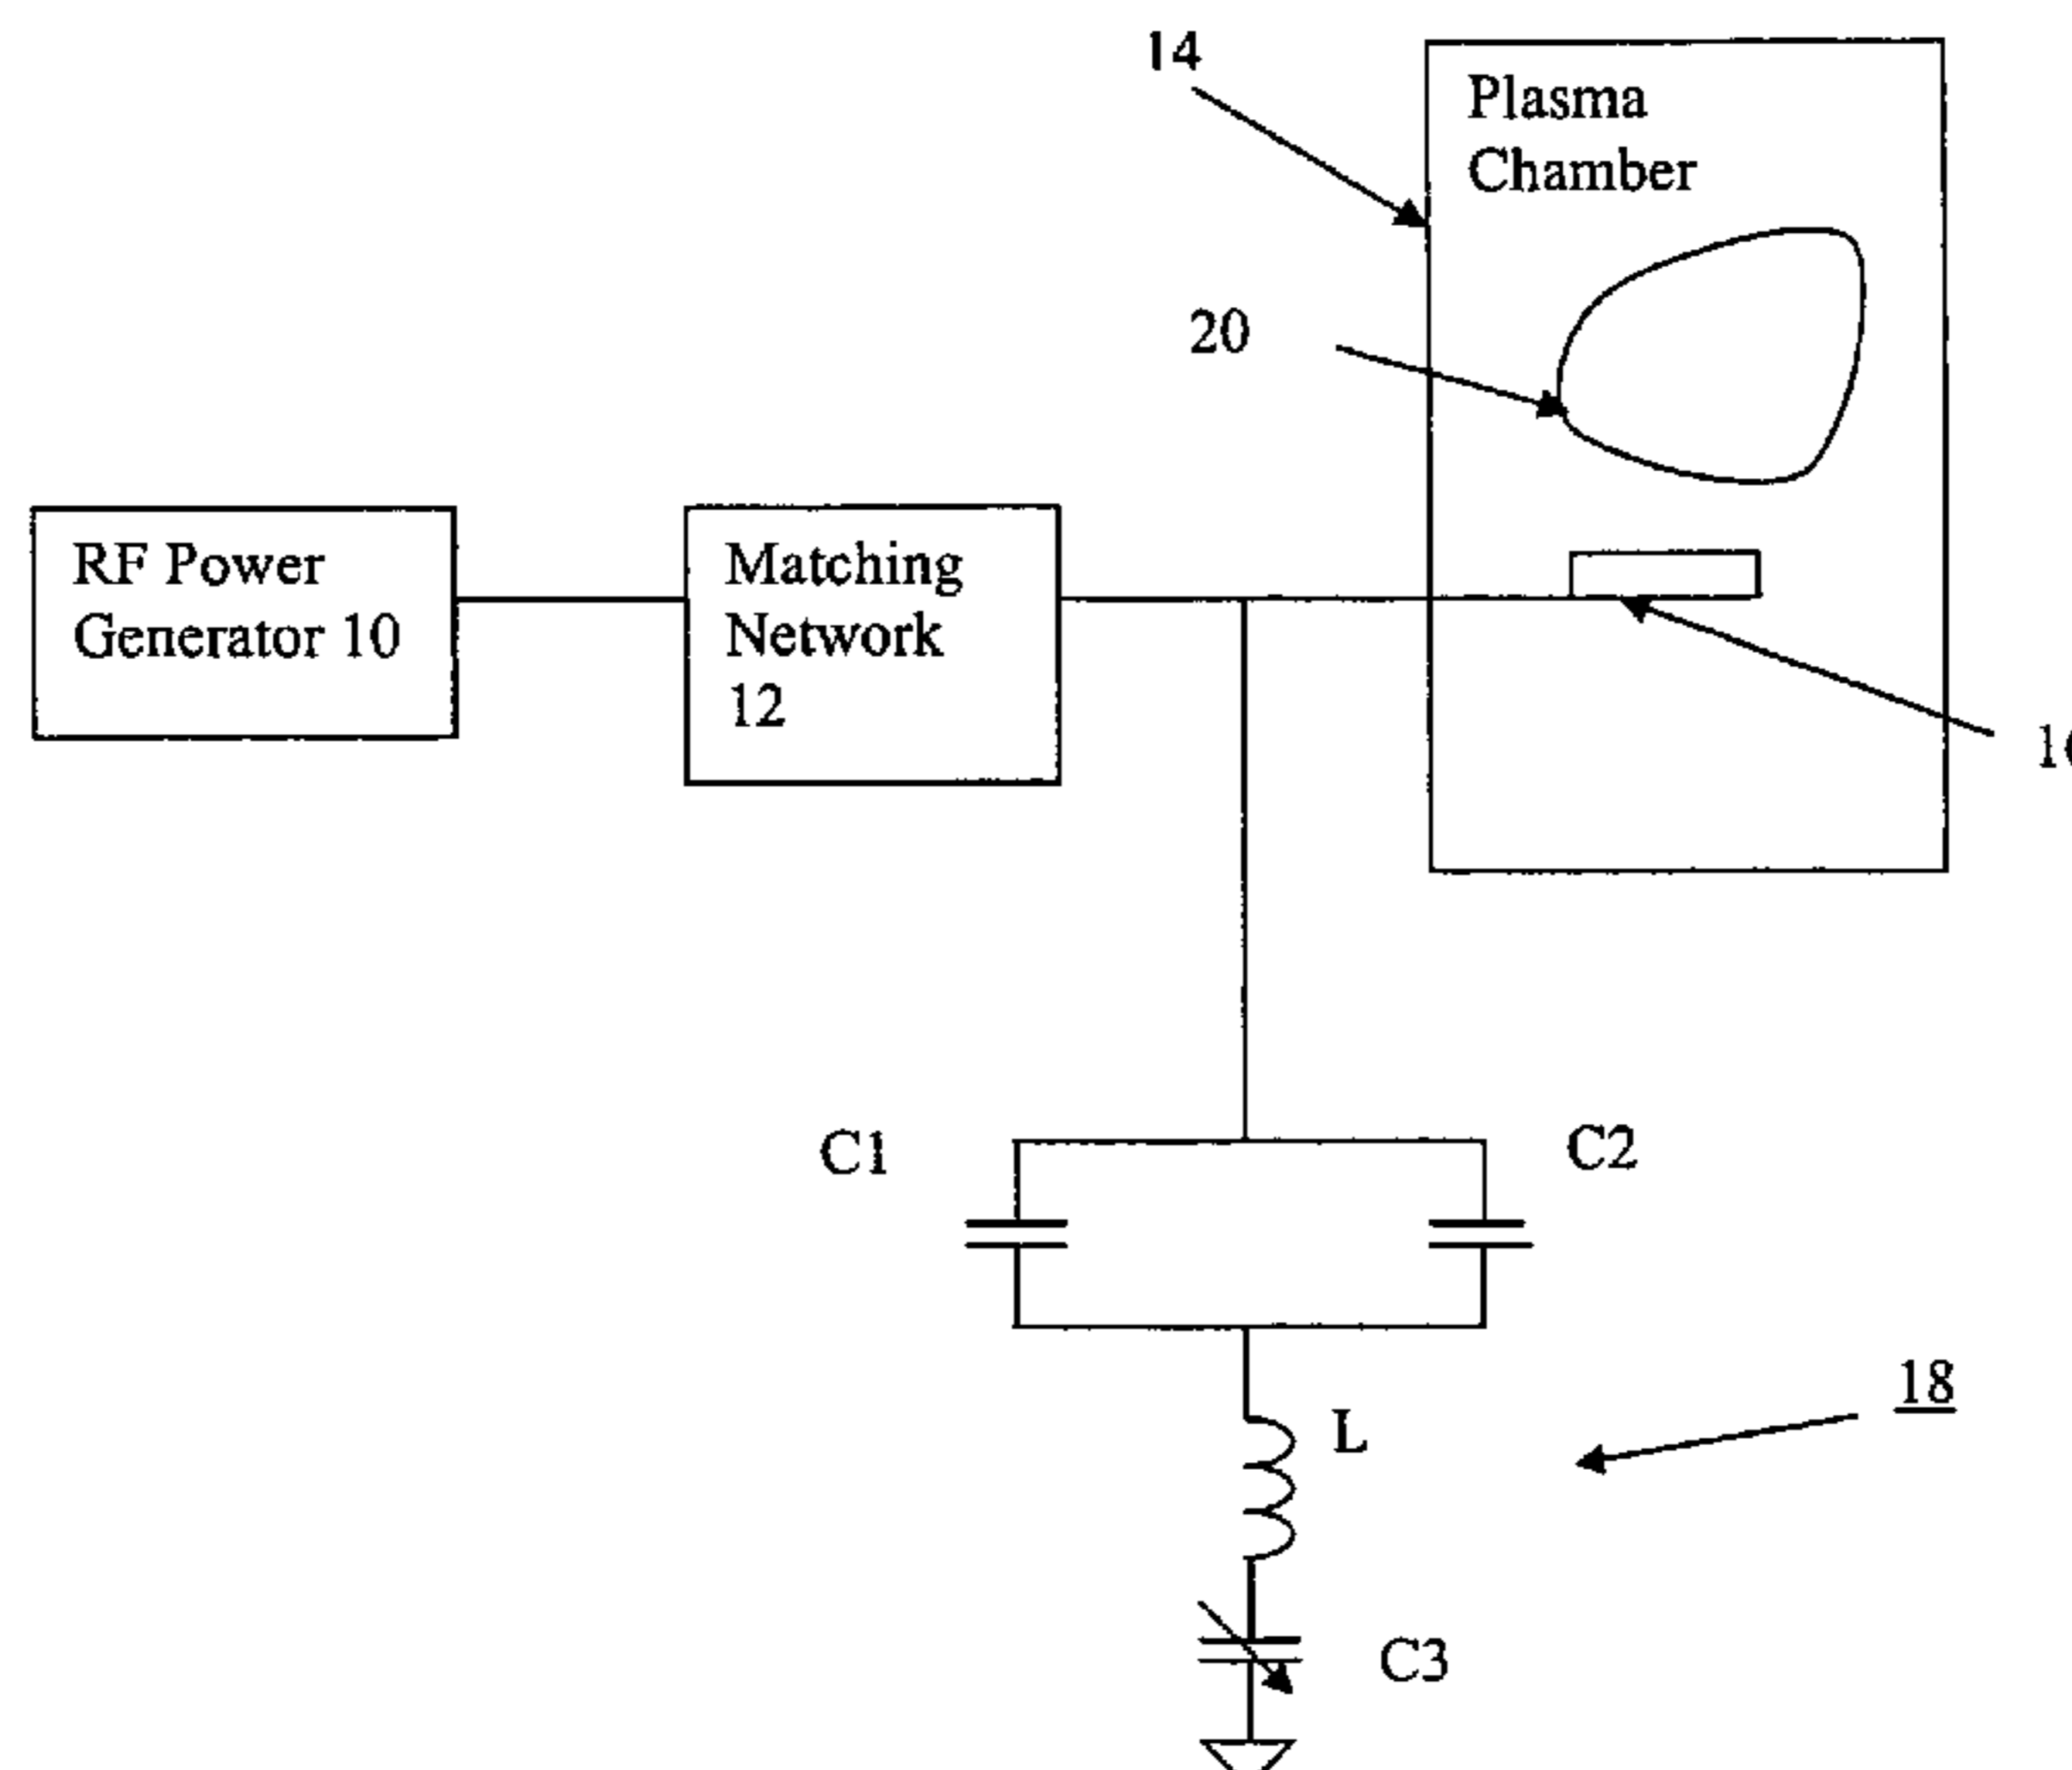 14
Plasma
Chamber
20
RF Power
Generator 10
Matching
Network
12
C1
C2
18
L
C3